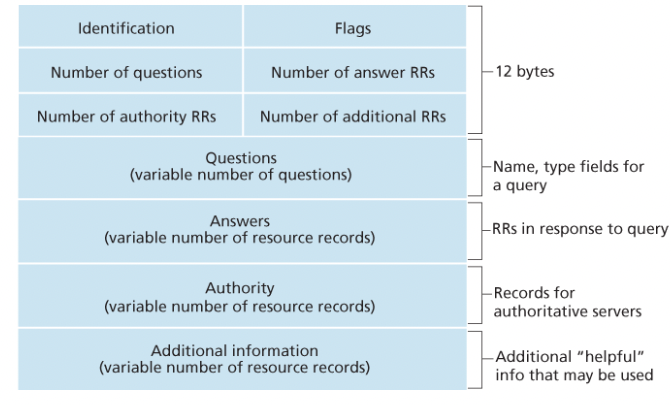 Identification
Flags
Number of questions
Number of answer RRs
12 bytes
Number of authority RRs
Number of additional RRs
Questions
(variable number of questions)
Name, type fields for
a query
Answers
(variable number of resource records)
RRs in response to query
Authority
(variable number of resource records)
Records for
authoritative servers
Additional information
(variable number of resource records)
Additional “helpful”
info that may be used